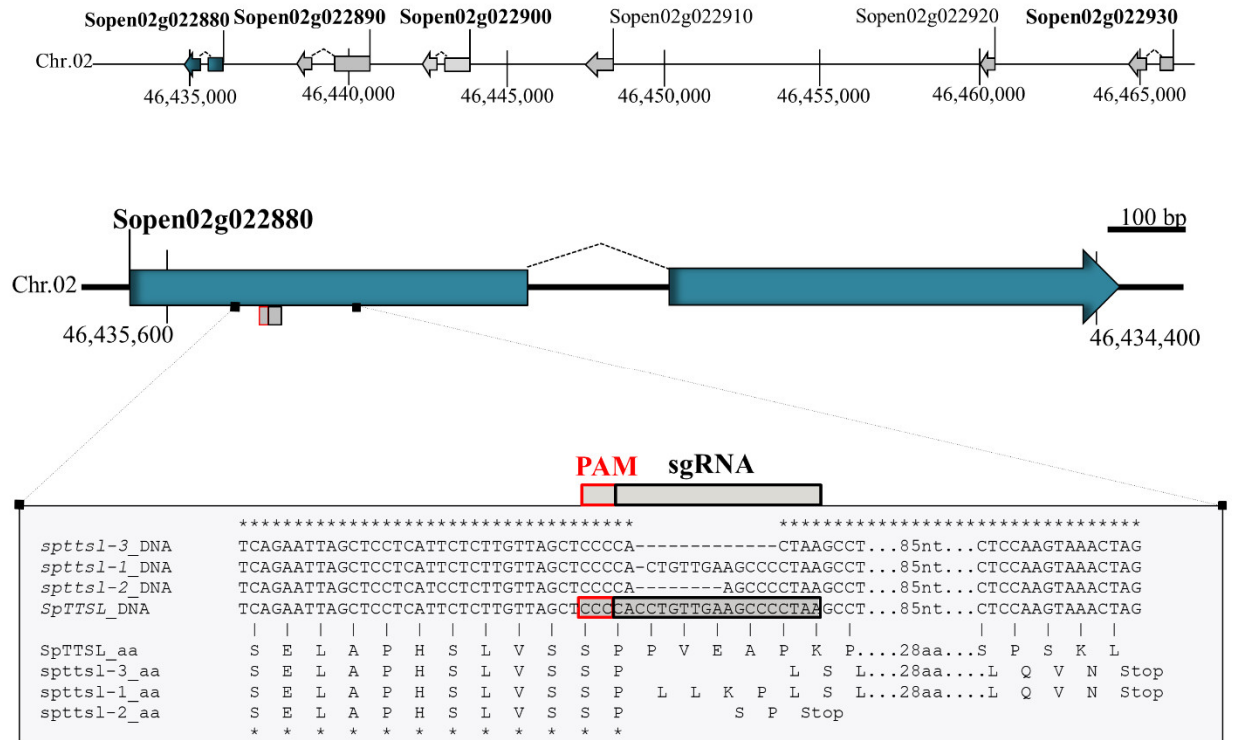 Sopen02g022880 Sopen02g022890 Sopen02g022900 Sopen02g022910 Sopen02g022920 Sopen02g022930
Chr.02
46,435,000 46,440,000 46,445,000 46,450,000 46,455,000 46,460,000 46,465,000
Sopen02g022880
100 bp
Chr.02
46,435,600 46,434,400
PAM sgRNA
************************************ *********************************
spttsl-3_DNA TCAGAATTAGCTCCTCATTCTCTTGTTAGCTCCCCA-------------CTAAGCCT...85nt...CTCCAAGTAAACTAG
spttsl-1_DNA TCAGAATTAGCTCCTCATTCTCTTGTTAGCTCCCCA-CTGTTGAAGCCCCTAAGCCT...85nt...CTCCAAGTAAACTAG
spttsl-2_DNA TCAGAATTAGCTCCTCATCCTCTTGTTAGCTCCCCA--------AGCCCCTAAGCCT...85nt...CTCCAAGTAAACTAG
SpTTSL_DNA TCAGAATTAGCTCCTCATTCTCTTGTTAGCTCCCCACCTGTTGAAGCCCCTAAGCCT...85nt...CTCCAAGTAAACTAG
| | | | | | | | | | | | | | | | | | | | | | | |
SpTTSL_aa S E L A P H S L V S S P P V E A P K P...28aa...S P S K L
spttsl-3_aa S E L A P H S L V S S P L S L...28aa...L Q V N Stop
spttsl-1_aa S E L A P H S L V S S P L L K P L S L...28aa...L Q V N Stop
spttsl-2_aa S E L A P H S L V S S P S P Stop
* * * * * * * * * * * *